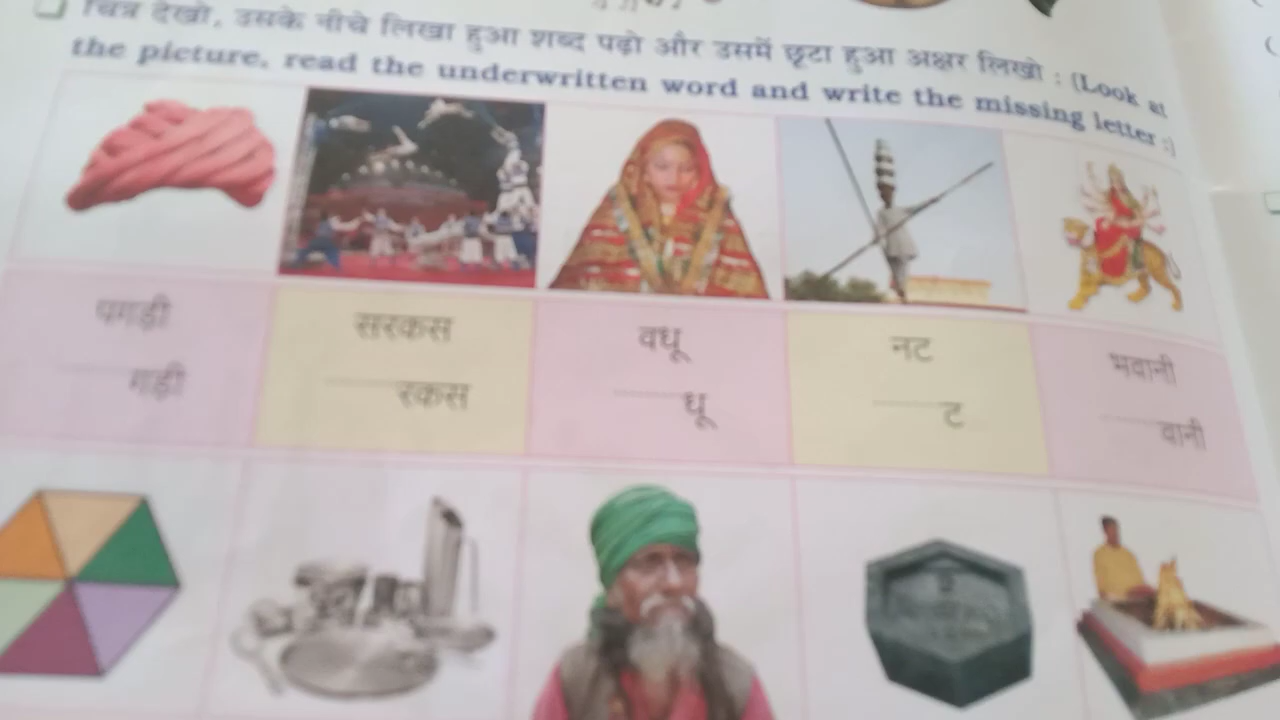 चित्र देखो, उसके नीचे लिखा हुआ शब्द पढ़ो और उसमें छूटा हुआ अक्षर लिखो : (Look at
the picture, read the underwritten word and write the missing letter :)
पगड़ी सरकस वधू नट भवानी
गड़ी रकस धू ट वानी